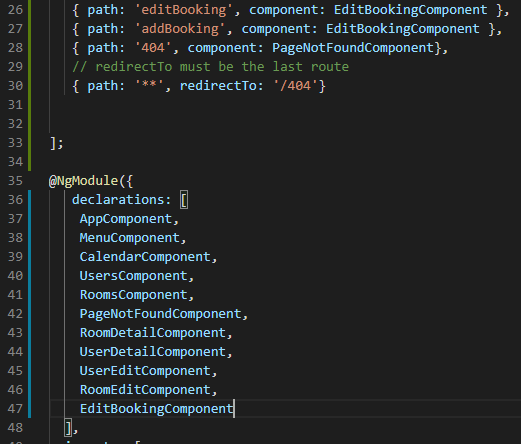 26 { path: 'editBooking', component: EditBookingComponent },
27 { path: 'addBooking', component: EditBookingComponent },
28 { path: '404', component: PageNotFoundComponent},
29 // redirectTo must be the last route
30 { path: '**', redirectTo: '/404'}
31
32
33 ];
34
35 @NgModule({
36 declarations: [
37 AppComponent,
38 MenuComponent,
39 CalendarComponent,
40 UsersComponent,
41 RoomsComponent,
42 PageNotFoundComponent,
43 RoomDetailComponent,
44 UserDetailComponent,
45 UserEditComponent,
46 RoomEditComponent,
47 EditBookingComponent
48 ],